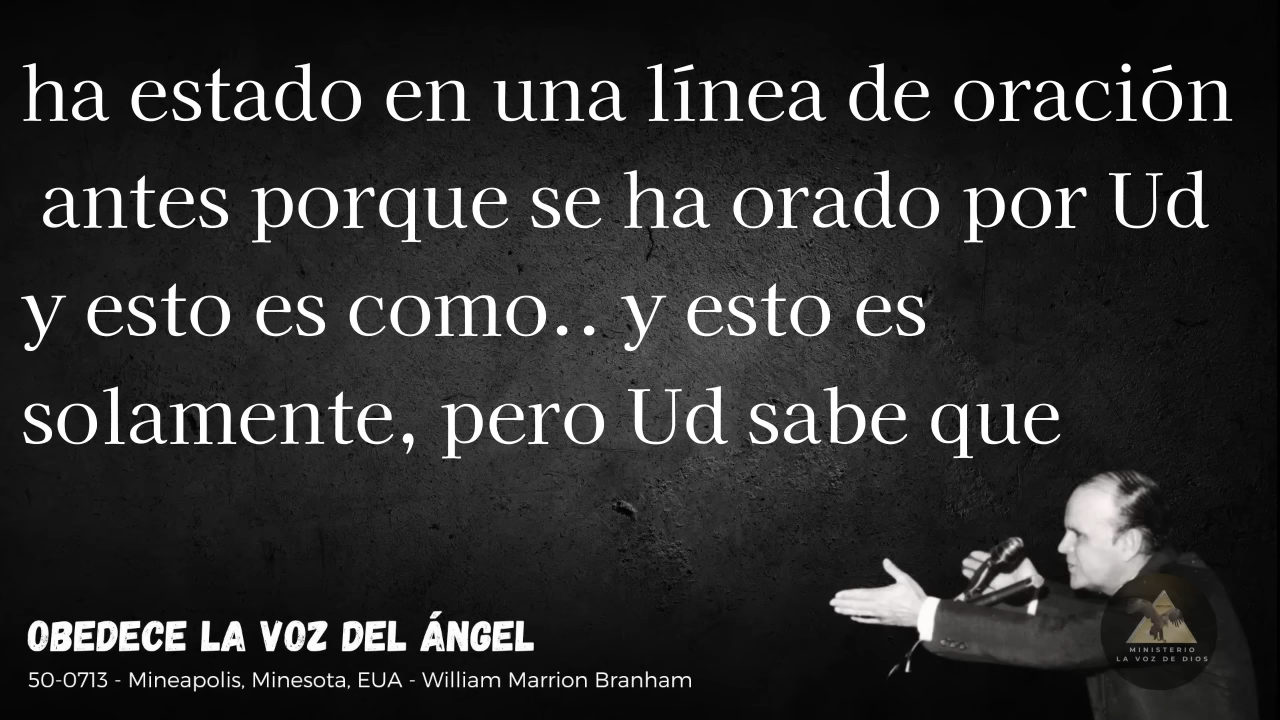 ha estado en una línea de oración
antes porque se ha orado por Ud
y esto es como.. y esto es
solamente, pero Ud sabe que
OBEDECE LA VOZ DEL ÁNGEL
50-0713 - Mineapolis, Minesota, EUA - William Marrion Branham
MINISTERIO
LA VOZ DE DIOS